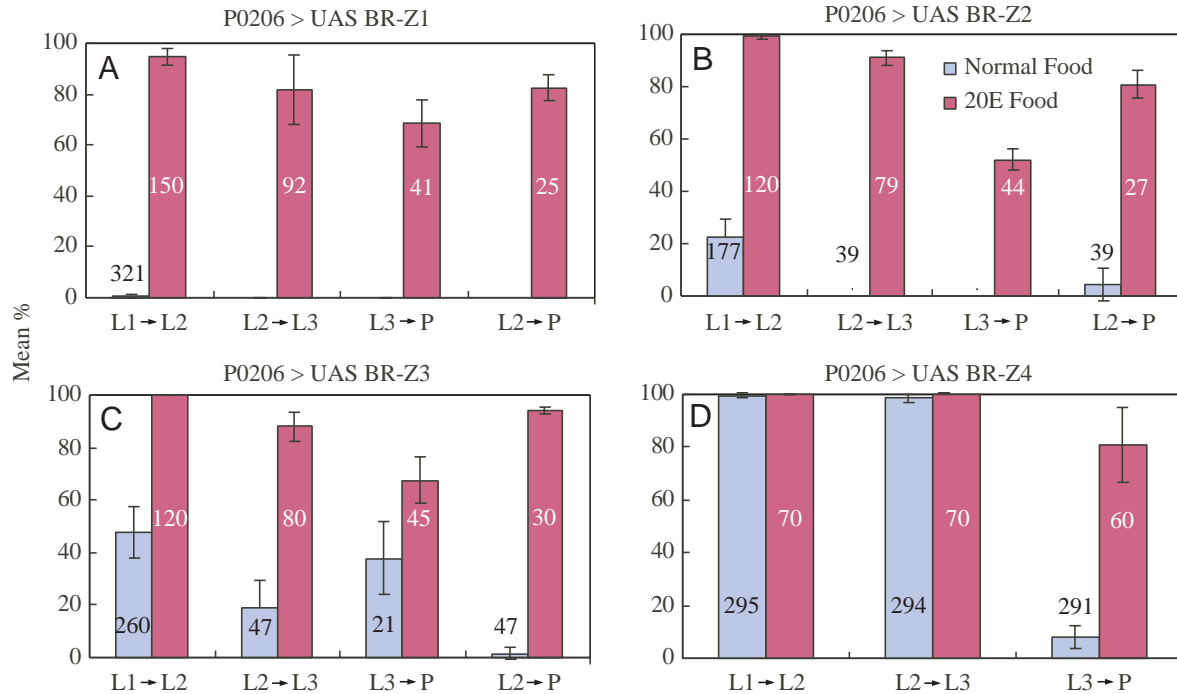 P0206 > UAS BR-Z1
A
100
80
60
40
20
0
321
150
92
41
25
L1→L2
L2→L3
L3→P
L2→P
P0206 > UAS BR-Z2
B
Normal Food
20E Food
100
80
60
40
20
0
177
120
39
79
44
39
27
L1→L2
L2→L3
L3→P
L2→P
Mean %
P0206 > UAS BR-Z3
C
100
80
60
40
20
0
260
120
47
80
21
45
47
30
L1→L2
L2→L3
L3→P
L2→P
P0206 > UAS BR-Z4
D
100
80
60
40
20
0
295
70
294
70
291
60
L1→L2
L2→L3
L3→P